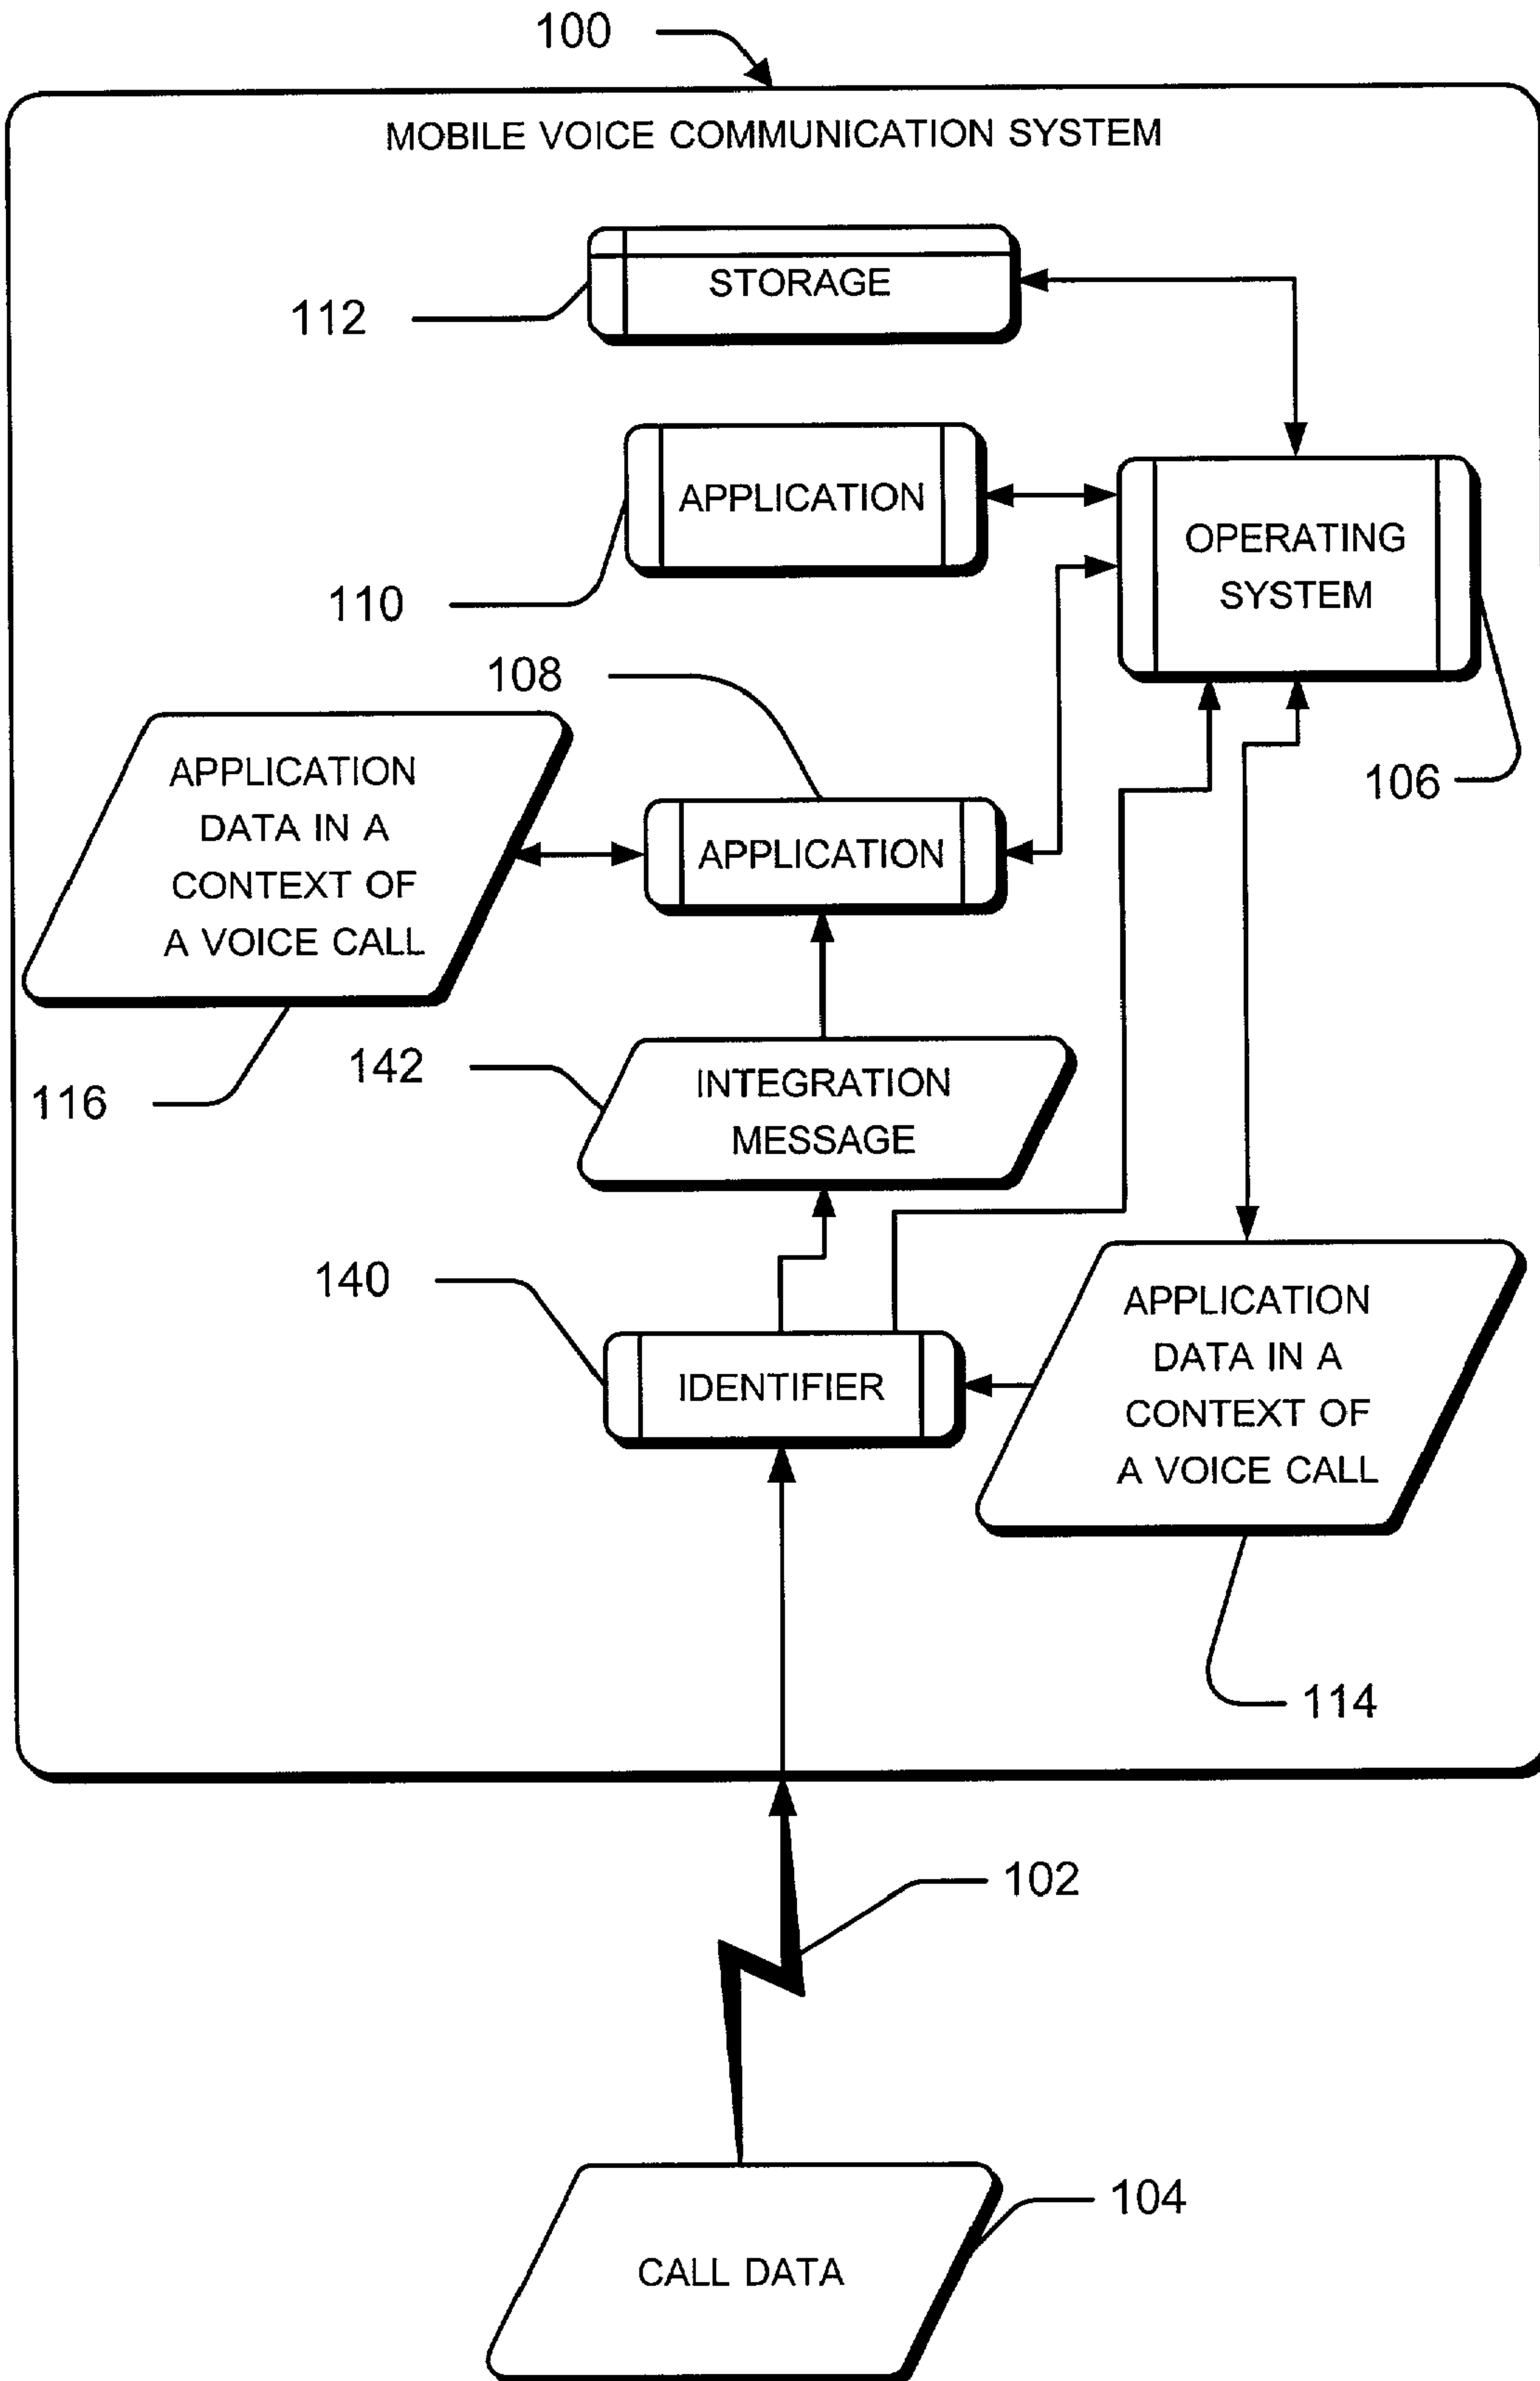 100
MOBILE VOICE COMMUNICATION SYSTEM
STORAGE
112
APPLICATION
OPERATING
SYSTEM
110
108
106
APPLICATION
DATA IN A
CONTEXT OF
A VOICE CALL
APPLICATION
116
142
INTEGRATION
MESSAGE
140
IDENTIFIER
APPLICATION
DATA IN A
CONTEXT OF
A VOICE CALL
114
102
104
CALL DATA